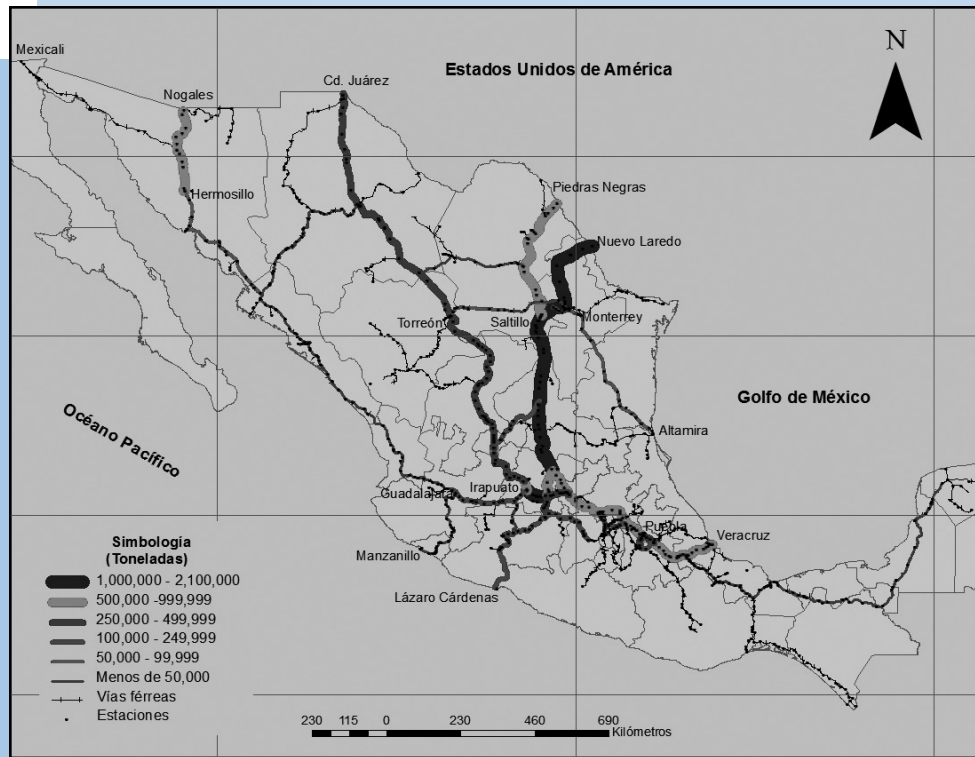 Mexicali
Estados Unidos de América
N
Cd. Juárez
Nogales
Hermosillo
Piedras Negras
Nuevo Laredo
Torreón
Saltillo
Monterrey
Golfo de México
Océano Pacífico
Altamira
Irapuato
Guadalajara
Puebla
Veracruz
Manzanillo
Lázaro Cárdenas
Simbología
(Toneladas)
1,000,000 - 2,100,000
500,000 -999,999
250,000 - 499,999
100,000 - 249,999
50,000 - 99,999
Menos de 50,000
Vías férreas
Estaciones
230 115 0 230 460 690
Kilómetros